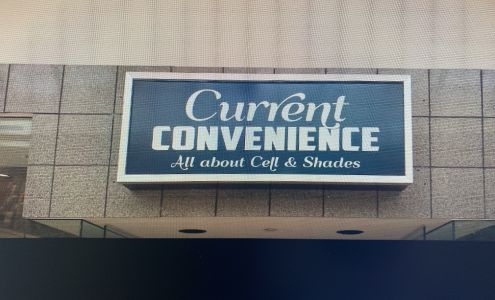 Current
CONVENIENCE
All about Cell & Shades